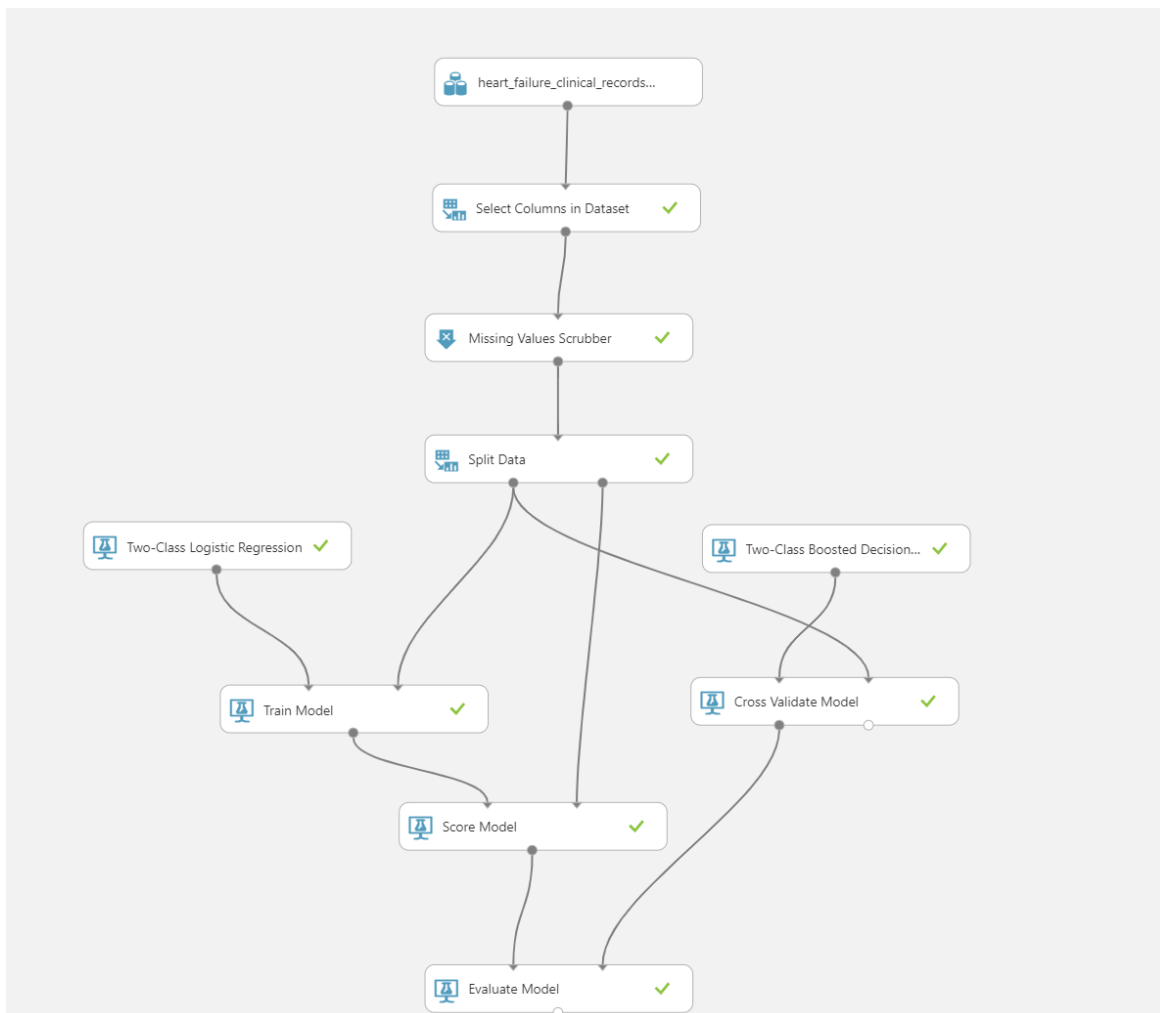 heart_failure_clinical_records...
Select Columns in Dataset
Missing Values Scrubber
Split Data
Two-Class Logistic Regression
Two-Class Boosted Decision...
Train Model
Cross Validate Model
Score Model
Evaluate Model